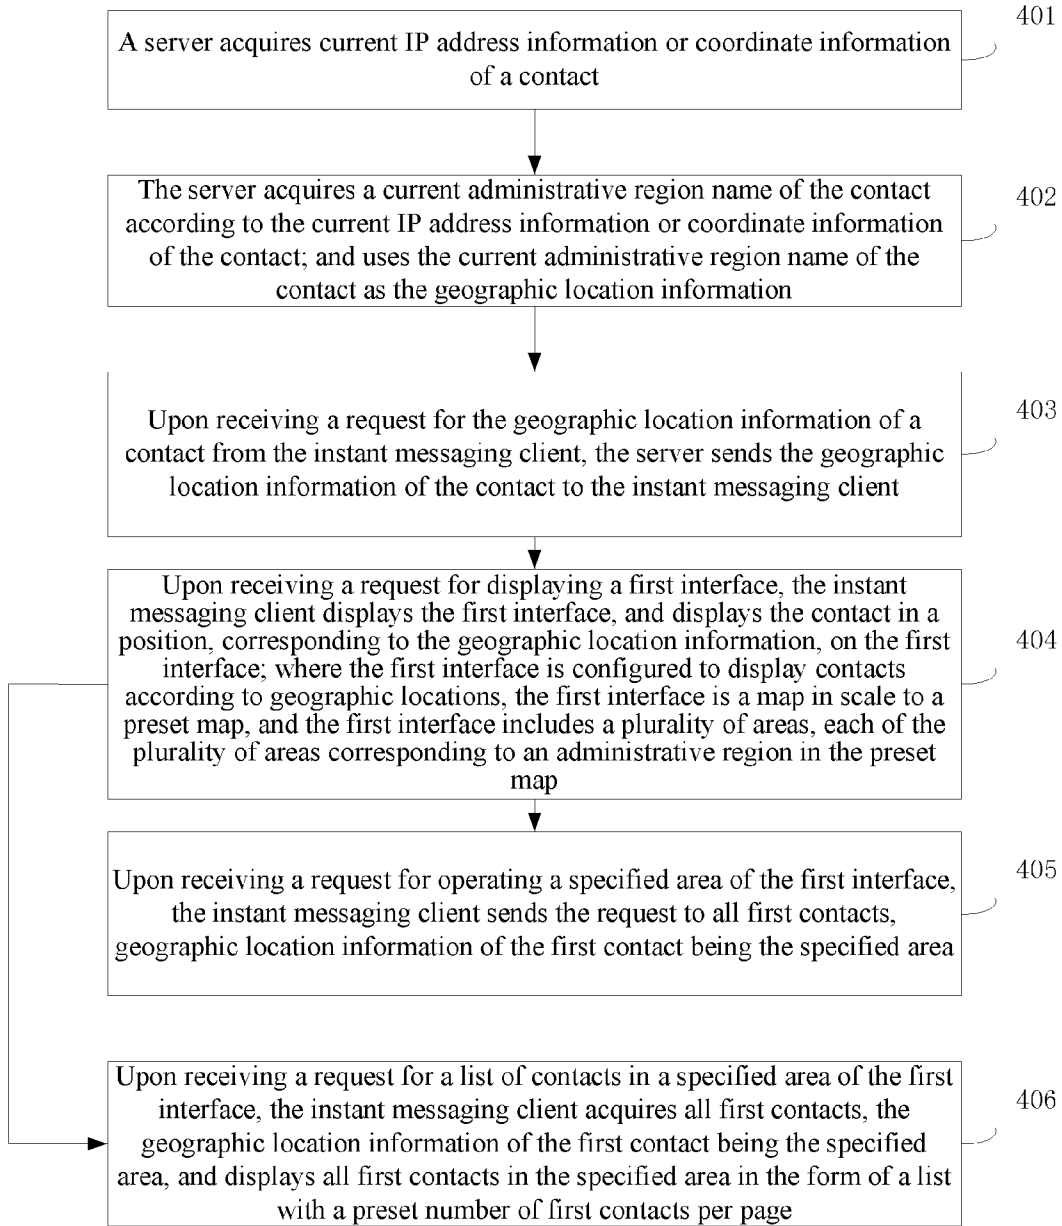 401
A server acquires current IP address information or coordinate information
of a contact
The server acquires a current administrative region name of the contact
according to the current IP address information or coordinate information
of the contact; and uses the current administrative region name of the
contact as the geographic location information
402
Upon receiving a request for the geographic location information of a
contact from the instant messaging client, the server sends the geographic
location information of the contact to the instant messaging client
403
Upon receiving a request for displaying a first interface, the instant
messaging client displays the first interface, and displays the contact in a
position, corresponding to the geographic location information, on the first
interface; where the first interface is configured to display contacts
according to geographic locations, the first interface is a map in scale to a
preset map, and the first interface includes a plurality of areas, each of the
plurality of areas corresponding to an administrative region in the preset
map
404
Upon receiving a request for operating a specified area of the first interface,
the instant messaging client sends the request to all first contacts,
geographic location information of the first contact being the specified area
405
Upon receiving a request for a list of contacts in a specified area of the first
interface, the instant messaging client acquires all first contacts, the
geographic location information of the first contact being the specified
area, and displays all first contacts in the specified area in the form of a list
with a preset number of first contacts per page
406